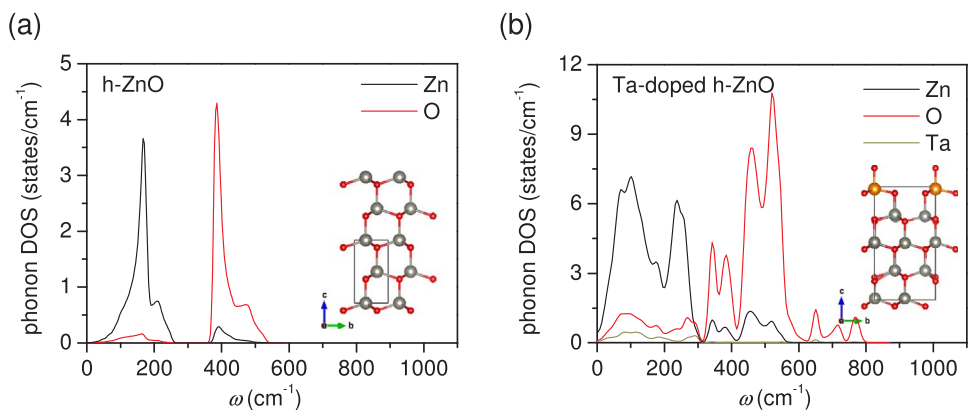 (a)
h-ZnO
Zn
O
phonon DOS (states/cm⁻¹)
5
4
3
2
1
0
0 200 400 600 800 1000
ω (cm⁻¹)
c
b
(b)
Ta-doped h-ZnO
Zn
O
Ta
phonon DOS (states/cm⁻¹)
12
9
6
3
0
0 200 400 600 800 1000
ω (cm⁻¹)
c
b